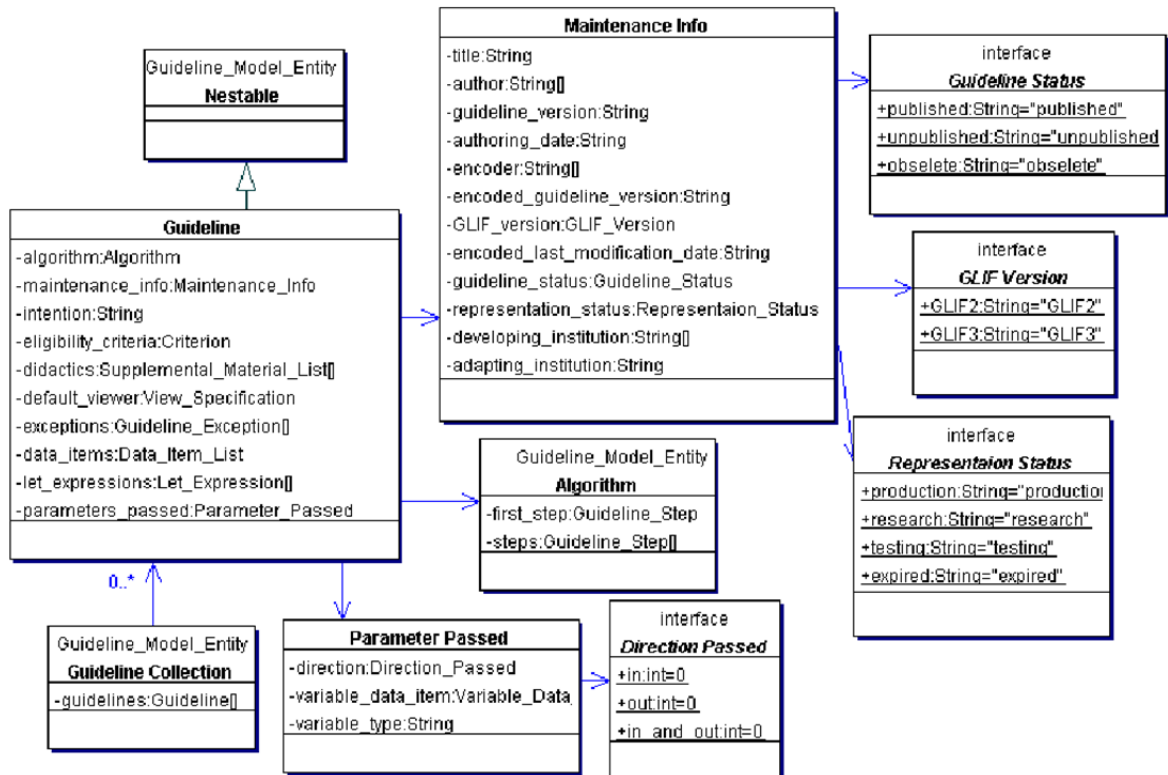 Guideline_Model_Entity
Nestable
Maintenance Info
-title:String
-author:String[]
-guideline_version:String
-authoring_date:String
-encoder:String[]
-encoded_guideline_version:String
-GLIF_version:GLIF_Version
-encoded_last_modification_date:String
-guideline_status:Guideline_Status
-representation_status:Representaion_Status
-developing_institution:String[]
-adapting_institution:String
interface
Guideline Status
+published:String="published"
+unpublished:String="unpublished
+obselete:String="obselete"
Guideline
-algorithm:Algorithm
-maintenance_info:Maintenance_Info
-intention:String
-eligibility_criteria:Criterion
-didactics:Supplemental_Material_List[]
-default_viewer:View_Specification
-exceptions:Guideline_Exception[]
-data_items:Data_Item_List
-let_expressions:Let_Expression[]
-parameters_passed:Parameter_Passed
interface
GLIF Version
+GLIF2:String="GLIF2"
+GLIF3:String="GLIF3"
interface
Representaion Status
+production:String="production
+research:String="research"
+testing:String="testing"
+expired:String="expired"
Guideline_Model_Entity
Algorithm
-first_step:Guideline_Step
-steps:Guideline_Step[]
0..*
Guideline_Model_Entity
Guideline Collection
-guidelines:Guideline[]
Parameter Passed
-direction:Direction_Passed
-variable_data_item:Variable_Data_
-variable_type:String
interface
Direction Passed
+in:int=0
+out:int=0
+in_and_out:int=0